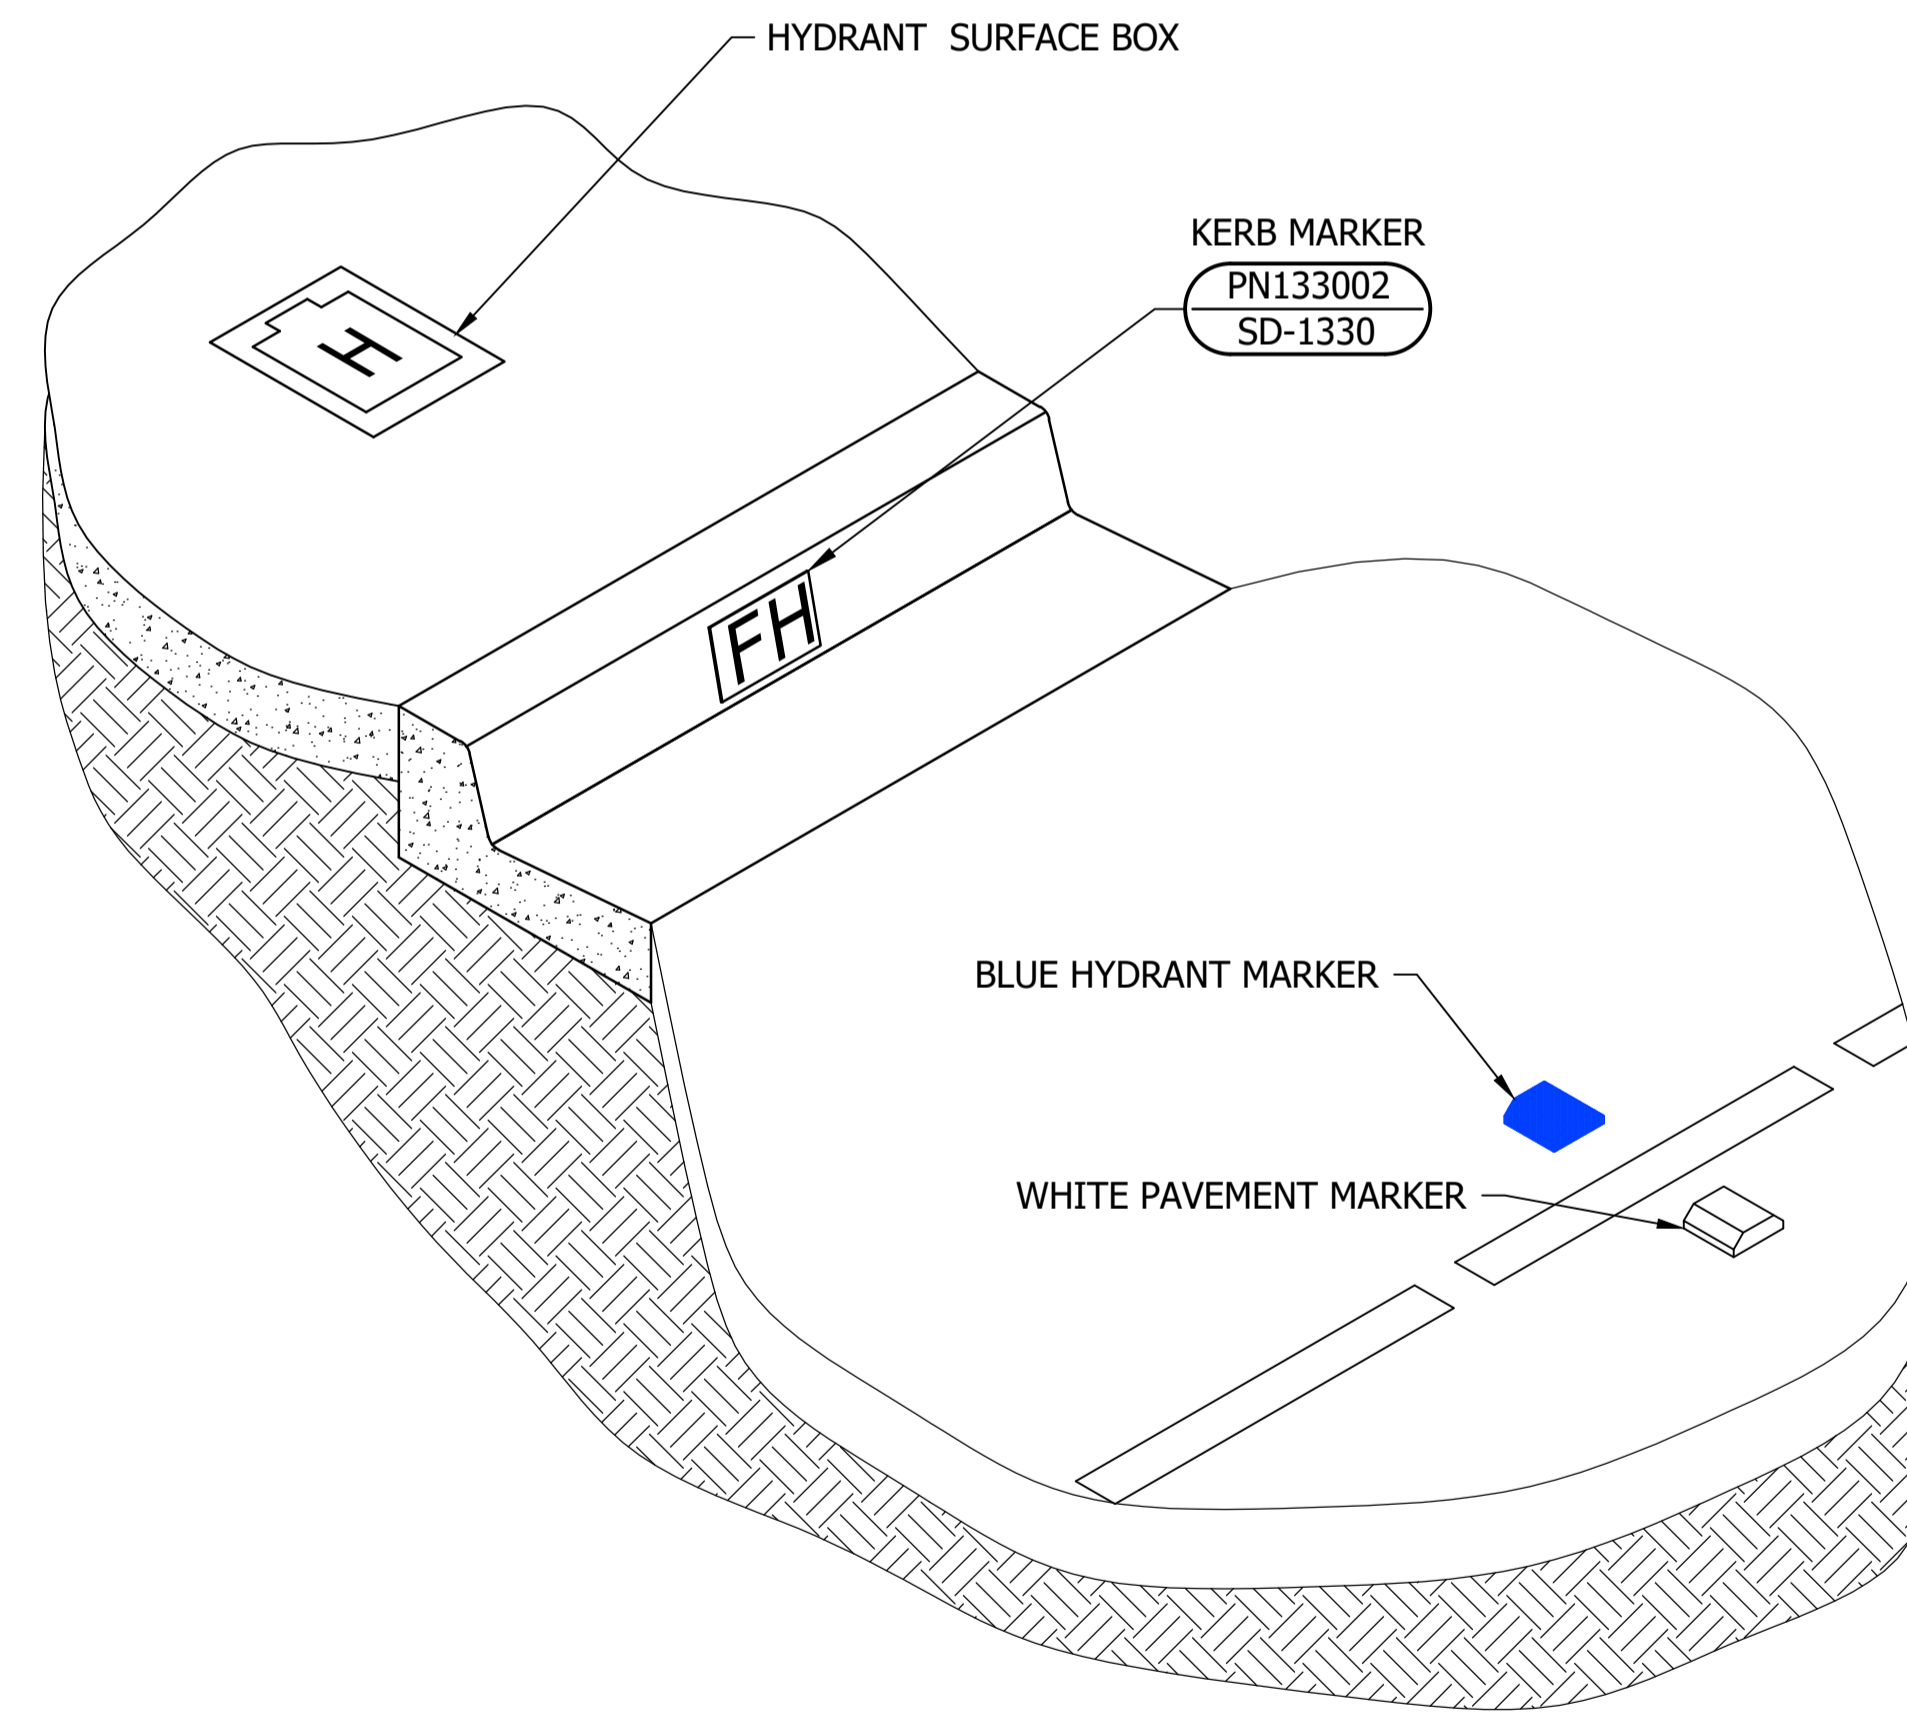 HYDRANT SURFACE BOX
KERB MARKER
PN133002
SD-1330
H
FH
BLUE HYDRANT MARKER
WHITE PAVEMENT MARKER